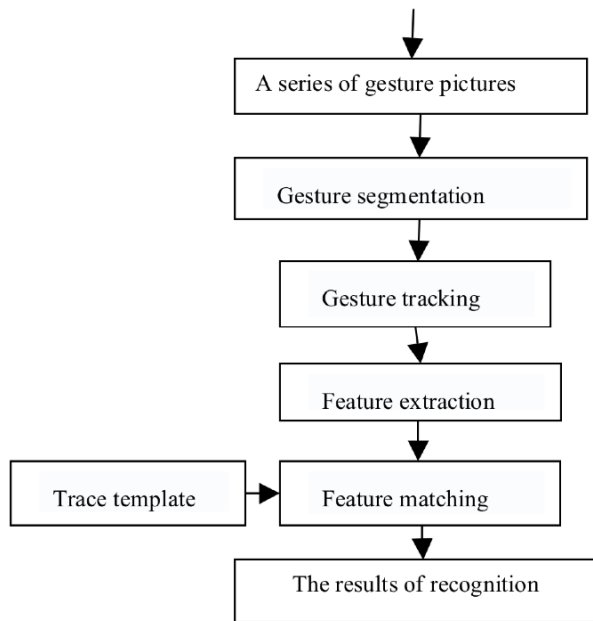 A series of gesture pictures
Gesture segmentation
Gesture tracking
Feature extraction
Trace template
Feature matching
The results of recognition